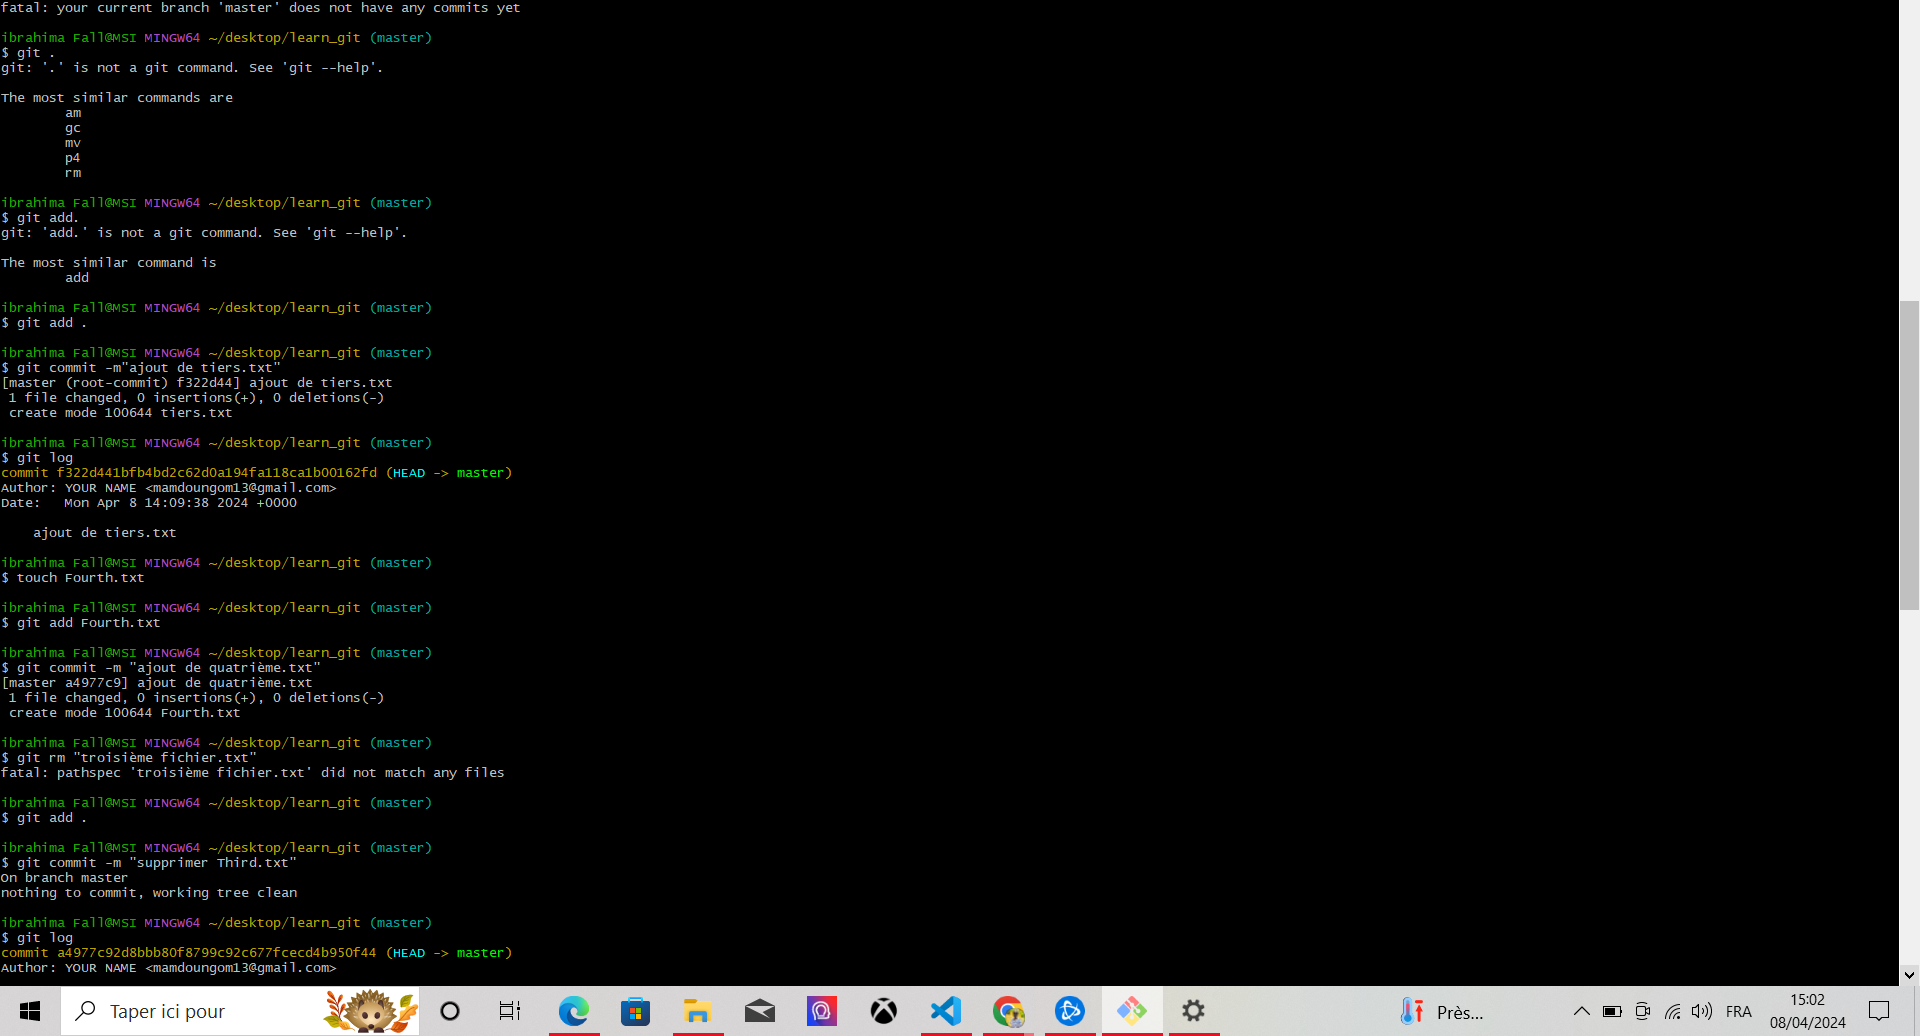 fatal: your current branch 'master' does not have any commits yet
ibrahima Fall@MSI MINGW64 ~/desktop/learn_git (master)
$ git .
git: '.' is not a git command. See 'git --help'.
The most similar commands are
am
gc
mv
p4
rm
ibrahima Fall@MSI MINGW64 ~/desktop/learn_git (master)
$ git add.
git: 'add.' is not a git command. See 'git --help'.
The most similar command is
add
ibrahima Fall@MSI MINGW64 ~/desktop/learn_git (master)
$ git add .
ibrahima Fall@MSI MINGW64 ~/desktop/learn_git (master)
$ git commit -m"ajout de tiers.txt"
[master (root-commit) f322d44] ajout de tiers.txt
1 file changed, 0 insertions(+), 0 deletions(-)
create mode 100644 tiers.txt
ibrahima Fall@MSI MINGW64 ~/desktop/learn_git (master)
$ git log
commit f322d441bfb4bd2c62d0a194fa118ca1b00162fd (HEAD -> master)
Author: YOUR NAME <mamdoungom13@gmail.com>
Date:   Mon Apr 8 14:09:38 2024 +0000
ajout de tiers.txt
ibrahima Fall@MSI MINGW64 ~/desktop/learn_git (master)
$ touch Fourth.txt
ibrahima Fall@MSI MINGW64 ~/desktop/learn_git (master)
$ git add Fourth.txt
ibrahima Fall@MSI MINGW64 ~/desktop/learn_git (master)
$ git commit -m "ajout de quatrième.txt"
[master a4977c9] ajout de quatrième.txt
1 file changed, 0 insertions(+), 0 deletions(-)
create mode 100644 Fourth.txt
ibrahima Fall@MSI MINGW64 ~/desktop/learn_git (master)
$ git rm "troisième fichier.txt"
fatal: pathspec 'troisième fichier.txt' did not match any files
ibrahima Fall@MSI MINGW64 ~/desktop/learn_git (master)
$ git add .
ibrahima Fall@MSI MINGW64 ~/desktop/learn_git (master)
$ git commit -m "supprimer Third.txt"
On branch master
nothing to commit, working tree clean
ibrahima Fall@MSI MINGW64 ~/desktop/learn_git (master)
$ git log
commit a4977c92d8bbb80f8799c92c677fcecd4b950f44 (HEAD -> master)
Author: YOUR NAME <mamdoungom13@gmail.com>
Taper ici pour
Près...
FRA
15:02
08/04/2024